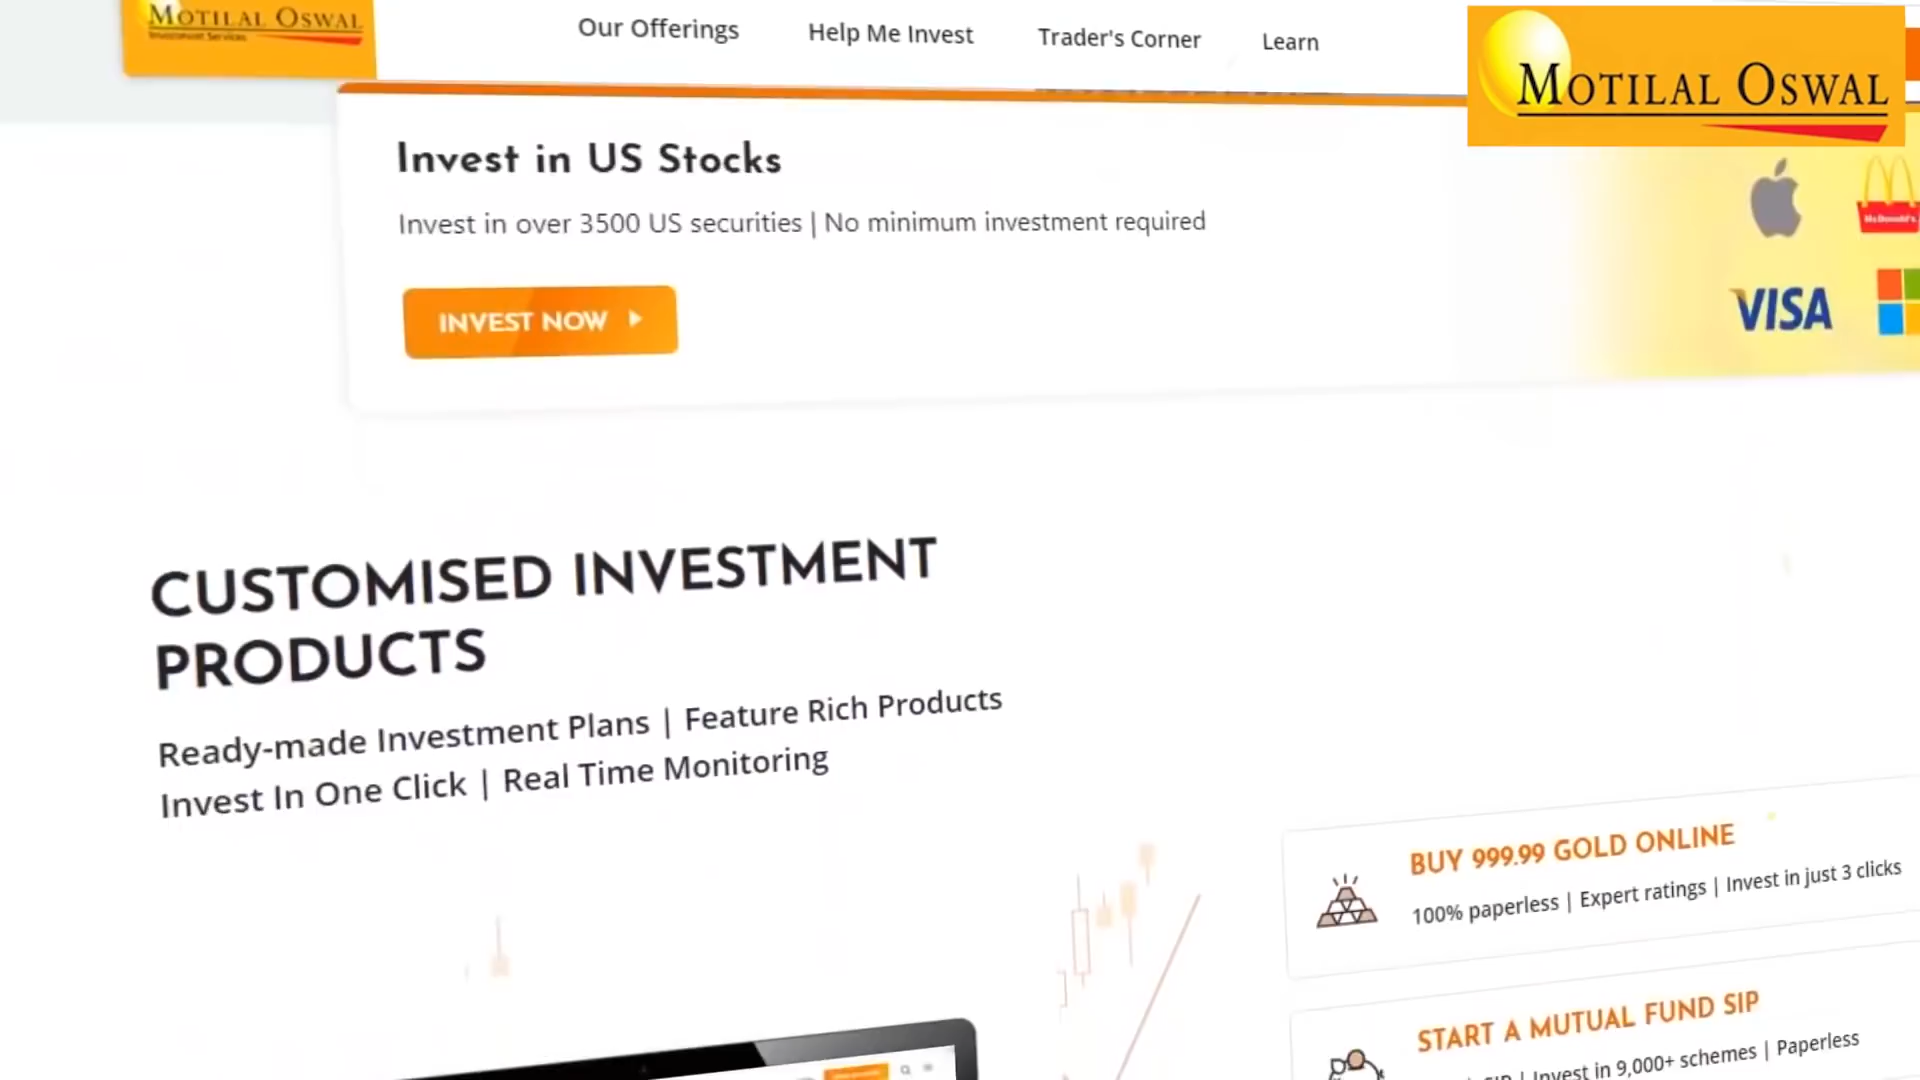 MOTILAL OSWAL
Investment Services
Our Offerings
Help Me Invest
Trader's Corner
Learn
MOTILAL OSWAL
Invest in US Stocks
Invest in over 3500 US securities | No minimum investment required
INVEST NOW
McDonald's
VISA
CUSTOMISED INVESTMENT
PRODUCTS
Ready-made Investment Plans | Feature Rich Products
Invest In One Click | Real Time Monitoring
BUY 999.99 GOLD ONLINE
100% paperless | Expert ratings | Invest in just 3 clicks
START A MUTUAL FUND SIP
SIP | Invest in 9,000+ schemes | Paperless